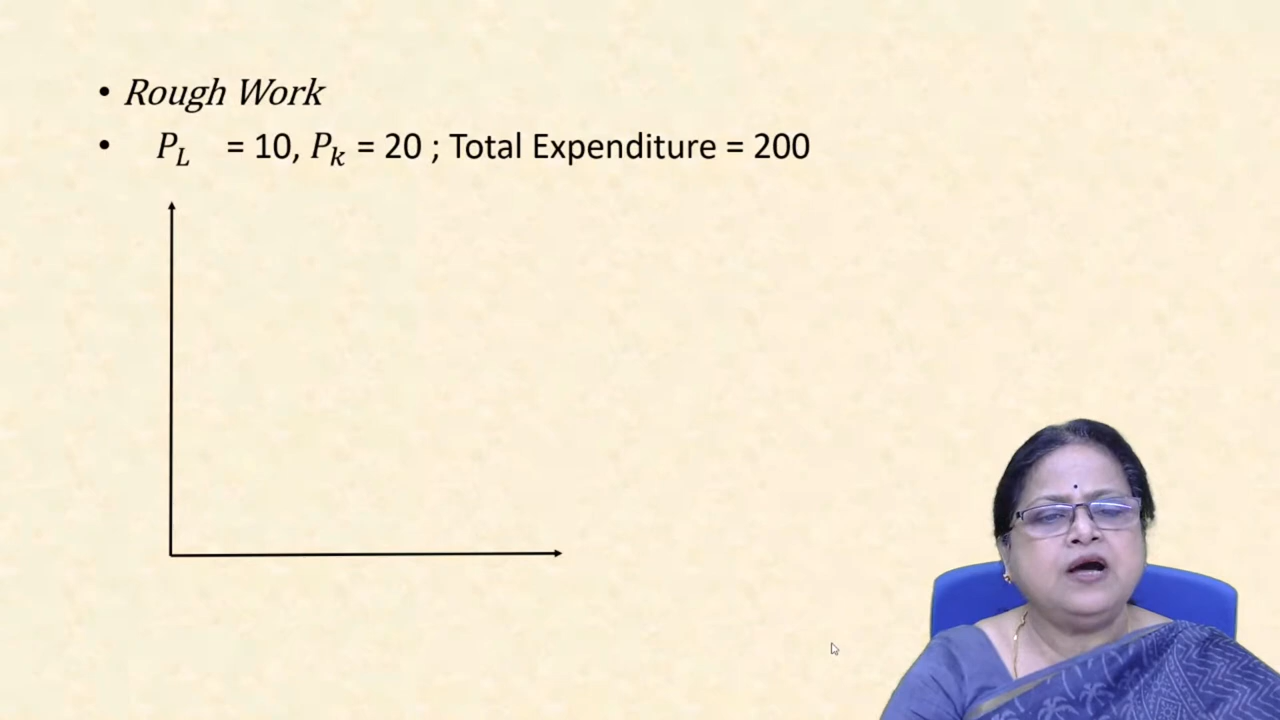 • Rough Work
• P_L = 10, P_k = 20 ; Total Expenditure = 200